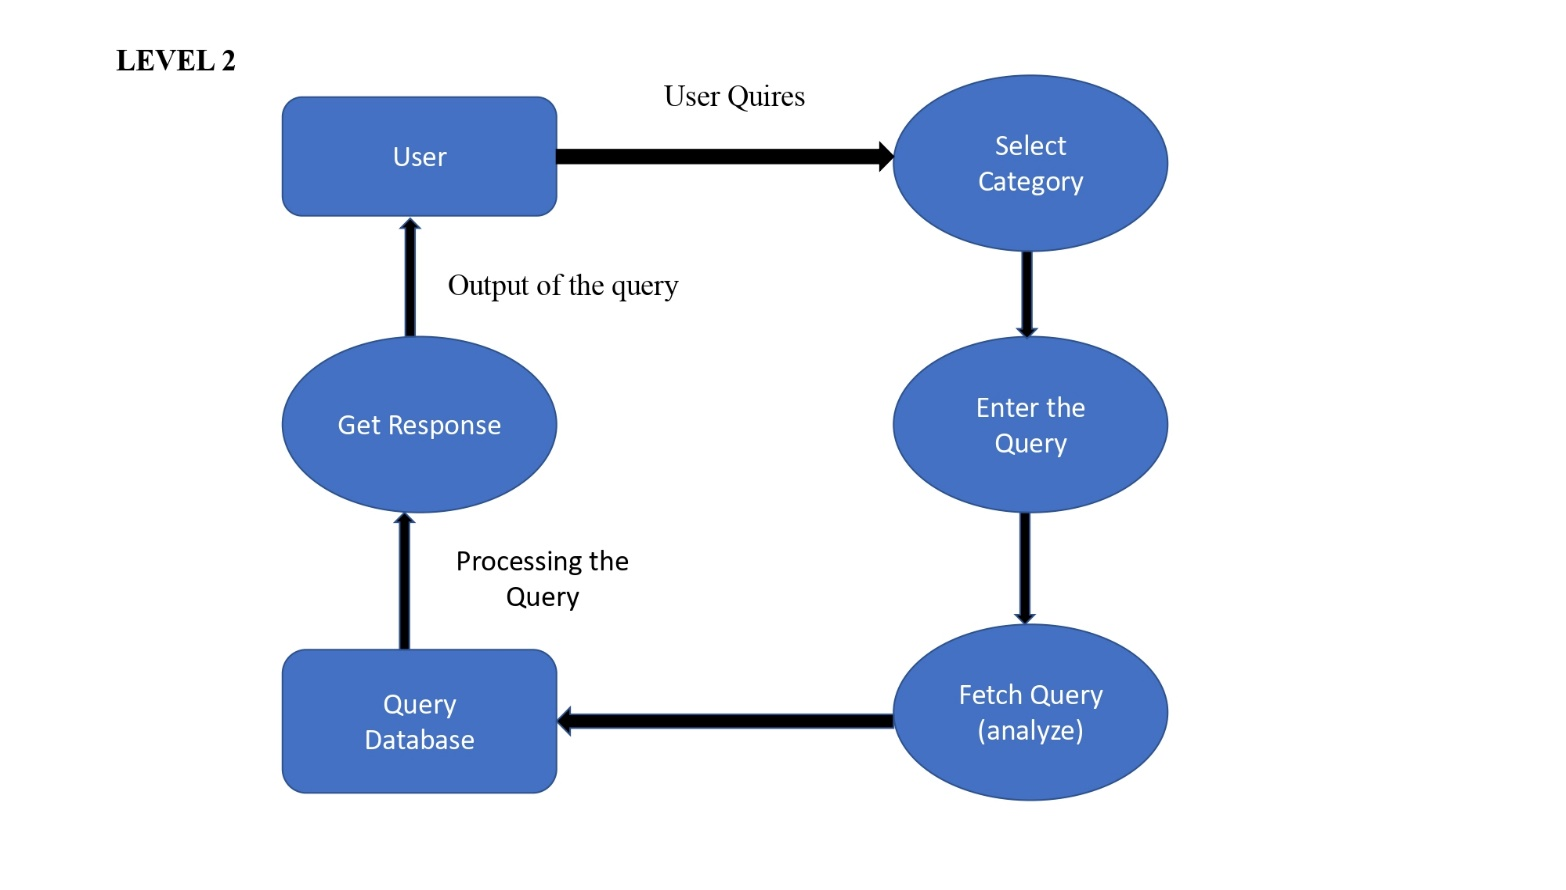 LEVEL 2
User Quires
User
Select
Category
Output of the query
Get Response
Enter the
Query
Processing the
Query
Query
Database
Fetch Query
(analyze)